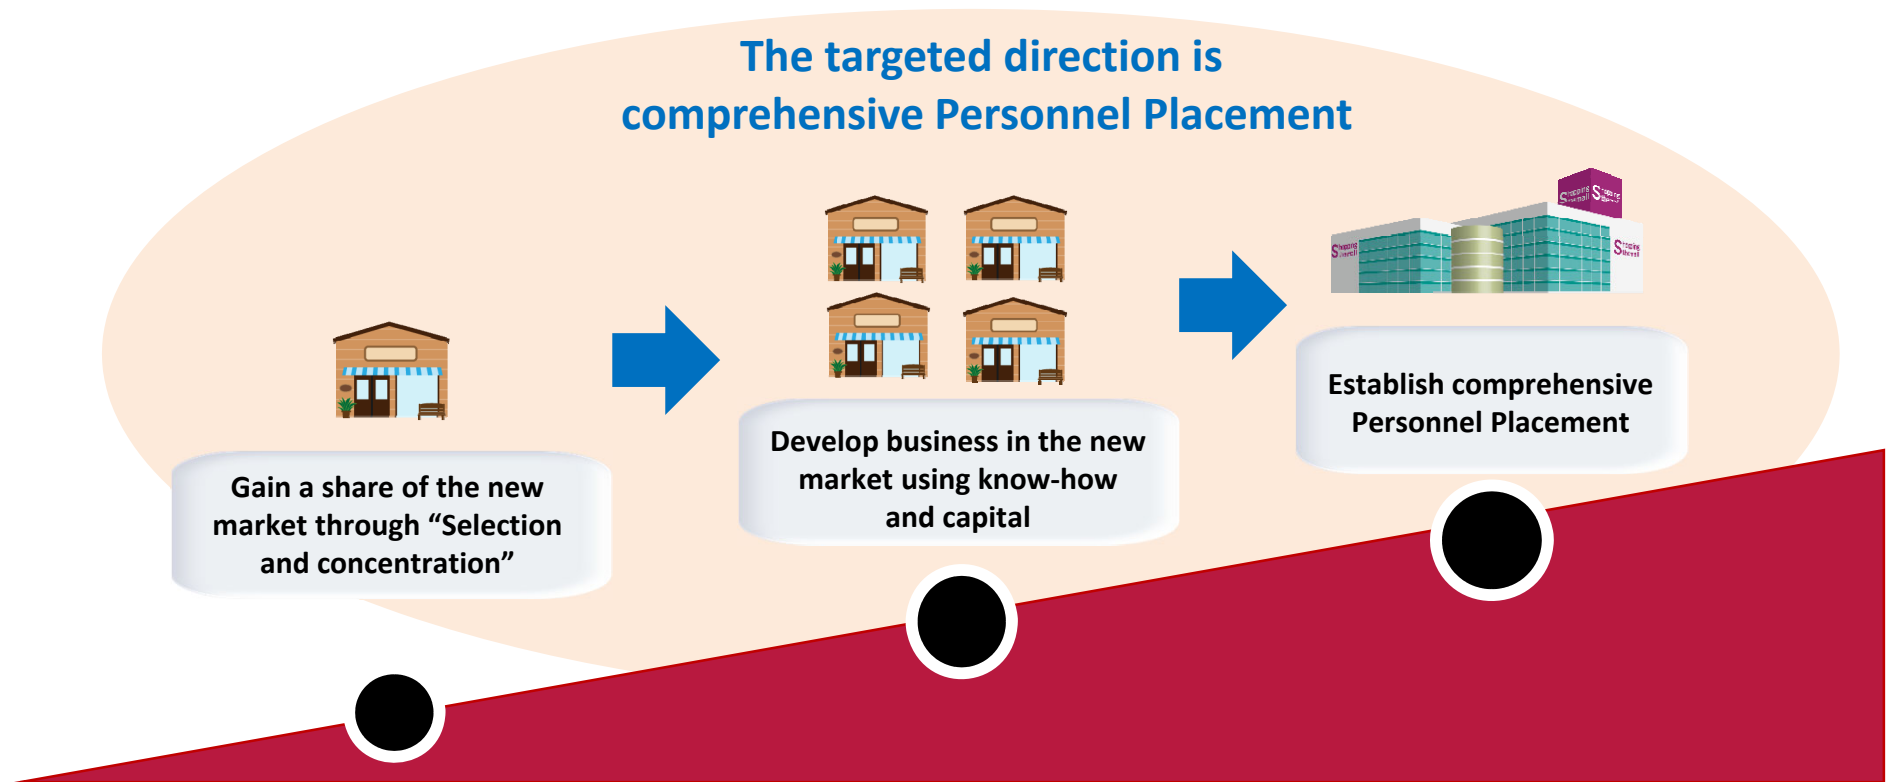 The targeted direction is
comprehensive Personnel Placement
Gain a share of the new
market through “Selection
and concentration”
Develop business in the new
market using know-how
and capital
Establish comprehensive
Personnel Placement